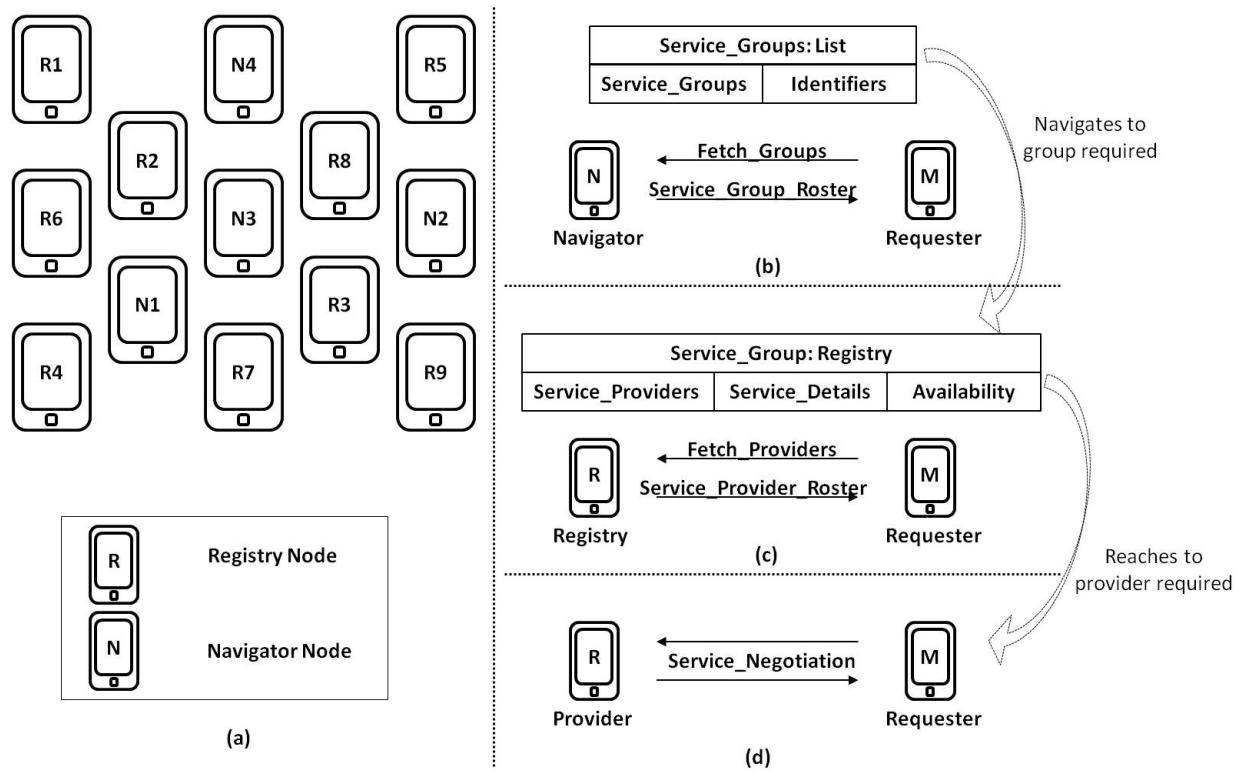 R1
N4
R5
R2
R8
R6
N3
N2
N1
R3
R4
R7
R9
R
Registry Node
N
Navigator Node
(a)
Service_Groups: List
Service_Groups
Identifiers
Fetch_Groups
N
M
Service_Group_Roster
Navigator
Requester
(b)
Navigates to
group required
Service_Group: Registry
Service_Providers
Service_Details
Availability
Fetch_Providers
R
M
Service_Provider_Roster
Registry
Requester
(c)
Reaches to
provider required
R
Service_Negotiation
M
Provider
Requester
(d)